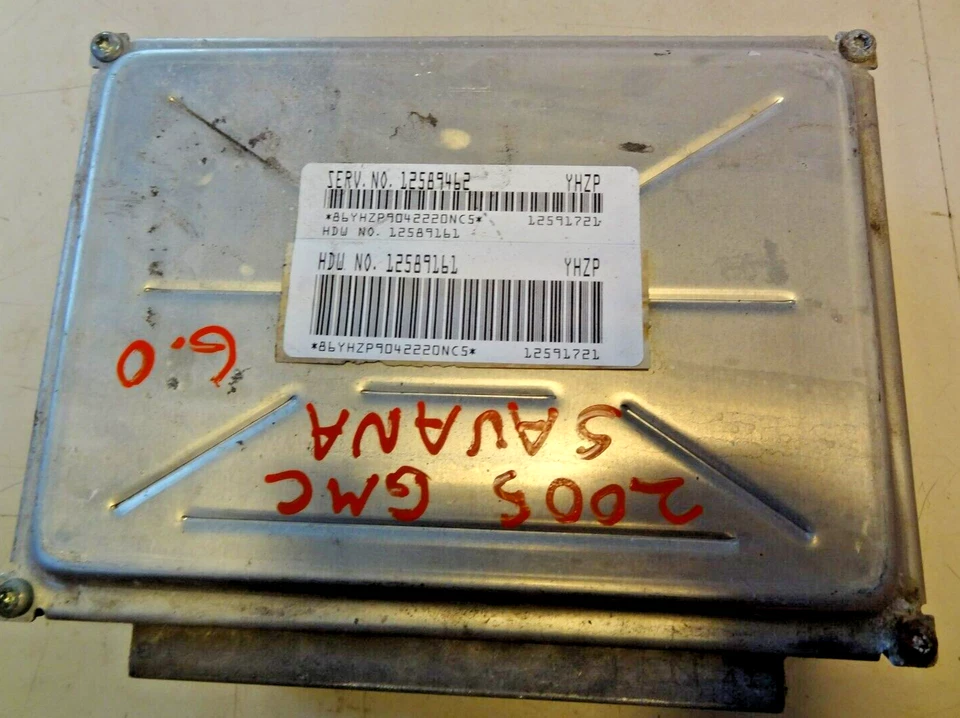 SERV. NO. 12589462 YHZP
*86YHZP9042220NC5* 12591721
HDW NO. 12589161
HDW NO. 12589161 YHZP
*86YHZP9042220NC5* 12591721
2005 GMC
SAVANA
6.0